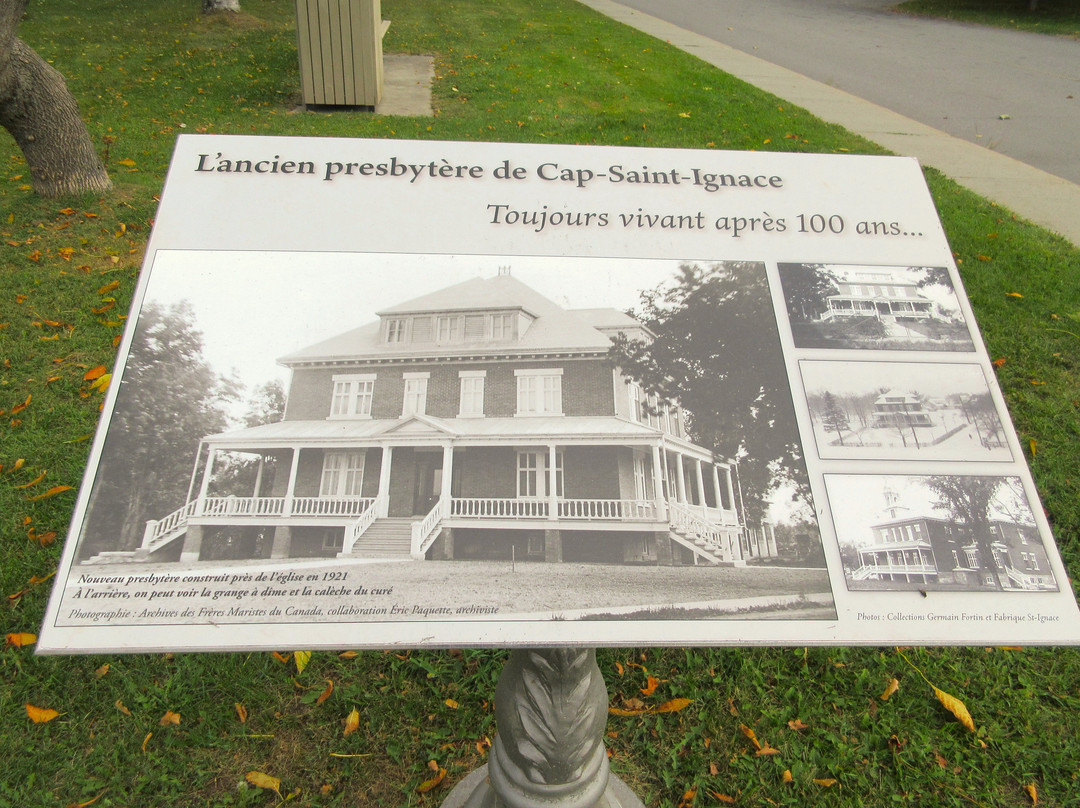 L'ancien presbytère de Cap-Saint-Ignace
Toujours vivant après 100 ans...
Nouveau presbytère construit près de l'église en 1921
À l'arrière, on peut voir la grange à dîme et la calèche du curé
Photographie : Archives des Frères Maristes du Canada, collaboration Éric Paquette, archiviste
Photos : Collections Germain Fortin et Fabrique St-Ignace